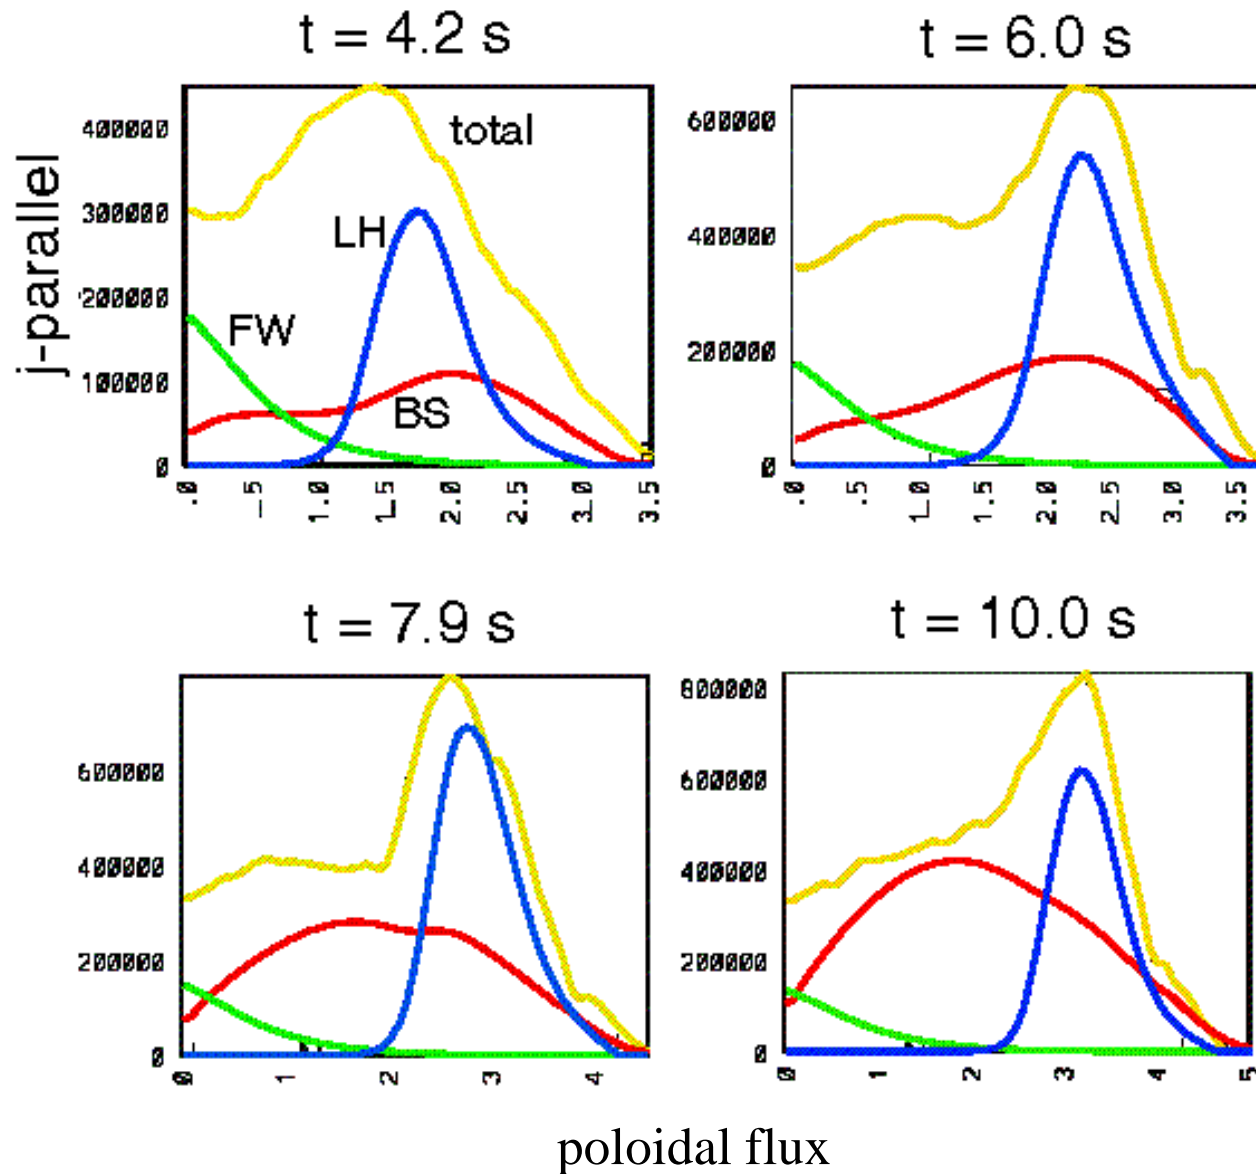 t = 4.2 s
t = 6.0 s
j-parallel
400000
300000
200000
100000
0
total
LH
FW
BS
.0 .5 1.0 1.5 2.0 2.5 3.0 3.5
600000
400000
200000
0
.0 .5 1.0 1.5 2.0 2.5 3.0 3.5
t = 7.9 s
t = 10.0 s
600000
400000
200000
0
0 1 2 3 4
800000
600000
400000
200000
0
0 1 2 3 4 5
poloidal flux